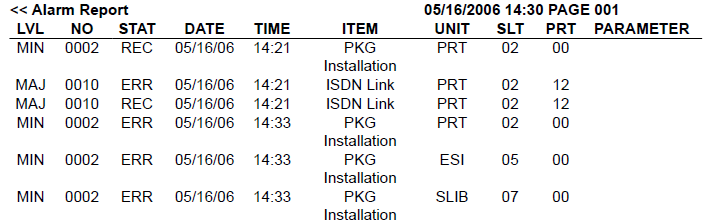 << Alarm Report 05/16/2006 14:30 PAGE 001
LVL NO STAT DATE TIME ITEM UNIT SLT PRT PARAMETER
MIN 0002 REC 05/16/06 14:21 PKG PRT 02 00
Installation
MAJ 0010 ERR 05/16/06 14:21 ISDN Link PRT 02 12
MAJ 0010 REC 05/16/06 14:21 ISDN Link PRT 02 12
MIN 0002 ERR 05/16/06 14:33 PKG PRT 02 00
Installation
MIN 0002 ERR 05/16/06 14:33 PKG ESI 05 00
Installation
MIN 0002 ERR 05/16/06 14:33 PKG SLIB 07 00
Installation